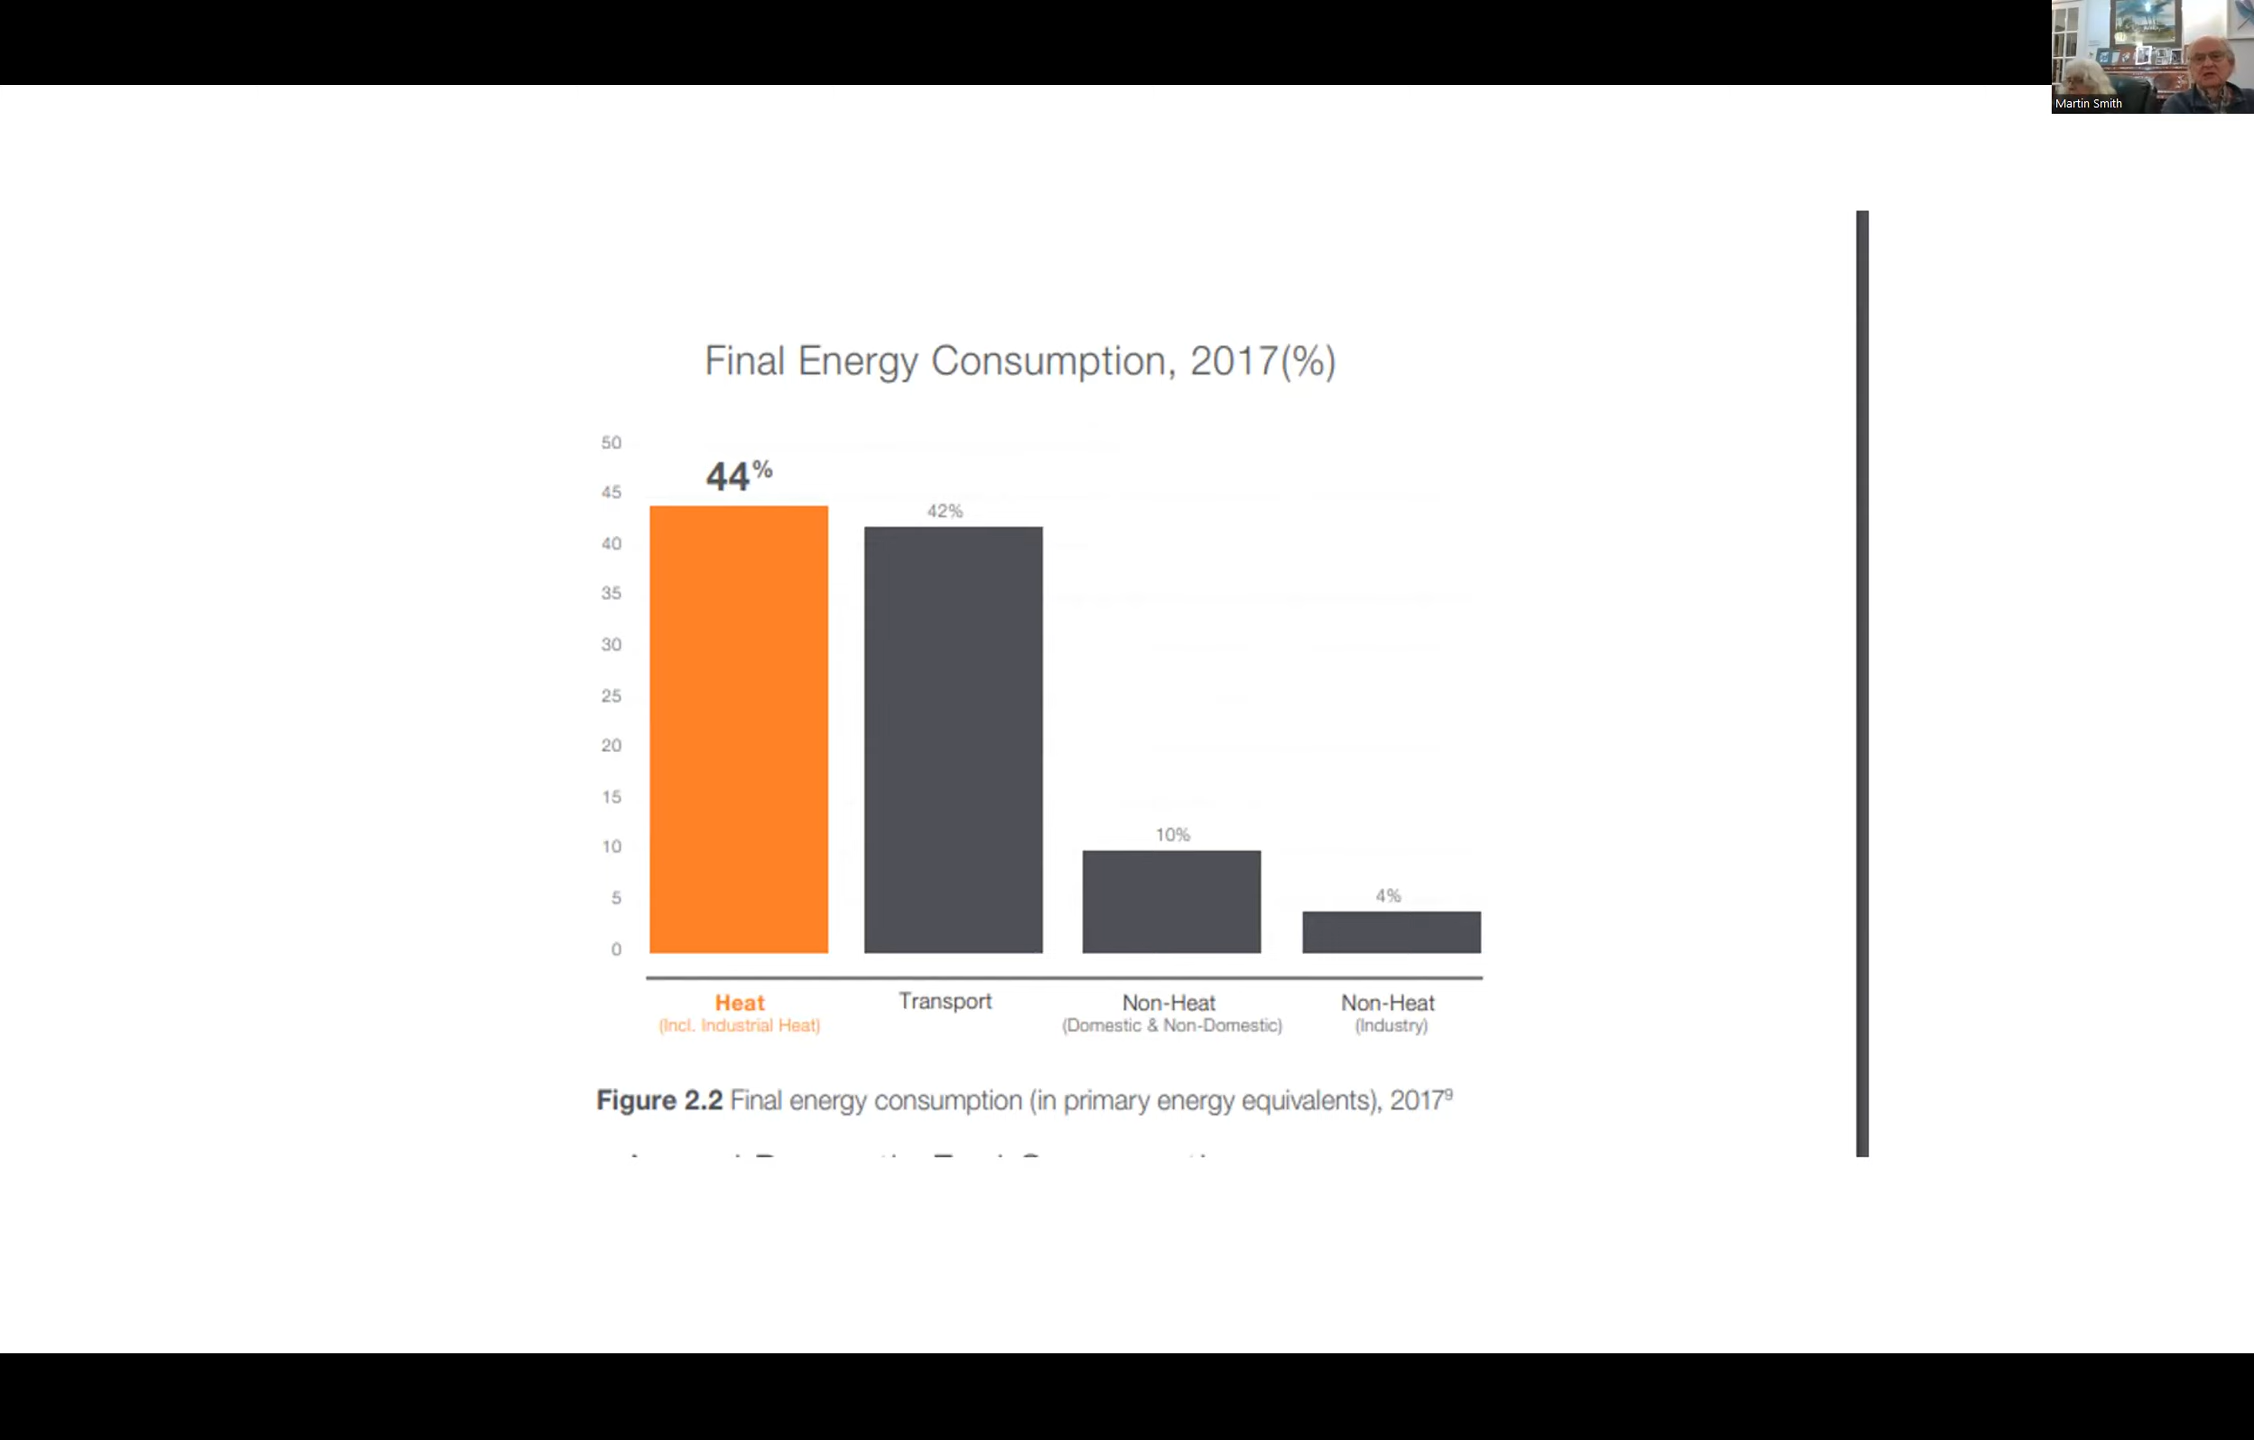 Martin Smith
Final Energy Consumption, 2017(%)
50
45
40
35
30
25
20
15
10
5
0
44%
42%
10%
4%
Heat
(Incl. Industrial Heat)
Transport
Non-Heat
(Domestic & Non-Domestic)
Non-Heat
(Industry)
Figure 2.2 Final energy consumption (in primary energy equivalents), 2017⁹